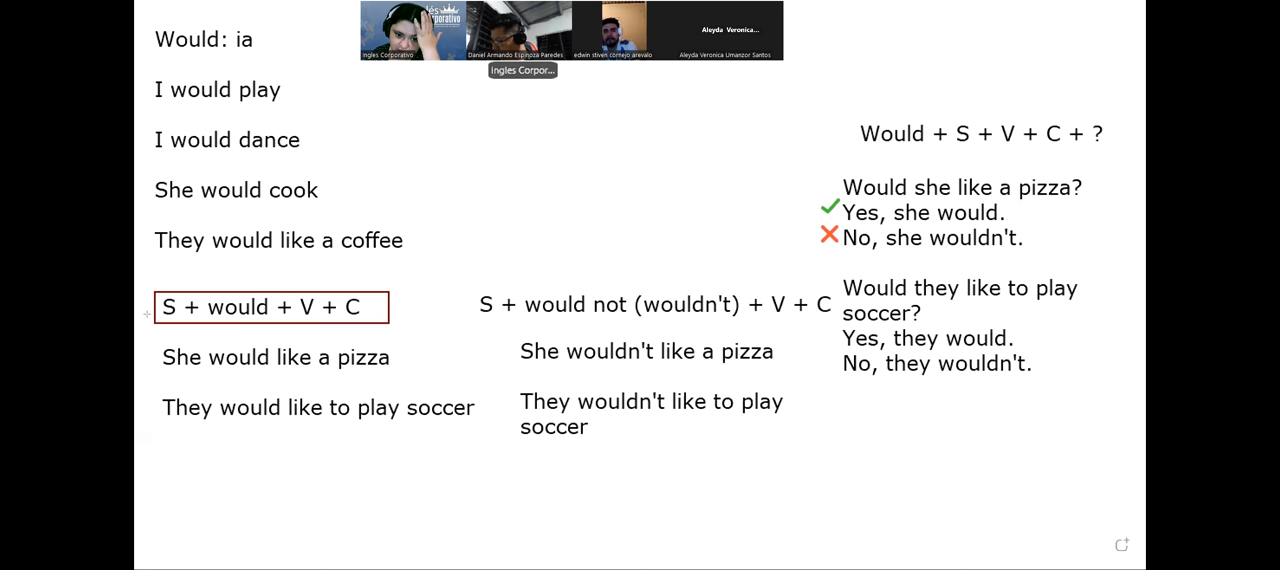 Would: ia
I would play
I would dance
She would cook
They would like a coffee
S + would + V + C
She would like a pizza
They would like to play soccer
S + would not (wouldn't) + V + C
She wouldn't like a pizza
They wouldn't like to play
soccer
Would + S + V + C + ?
Would she like a pizza?
Yes, she would.
No, she wouldn't.
Would they like to play
soccer?
Yes, they would.
No, they wouldn't.
Ingles Corporativo
Daniel Armando Espinoza Paredes
edwin stiven cornejo arevalo
Aleyda Veronica...
Aleyda Veronica Umanzor Santos
ingles Corpor...